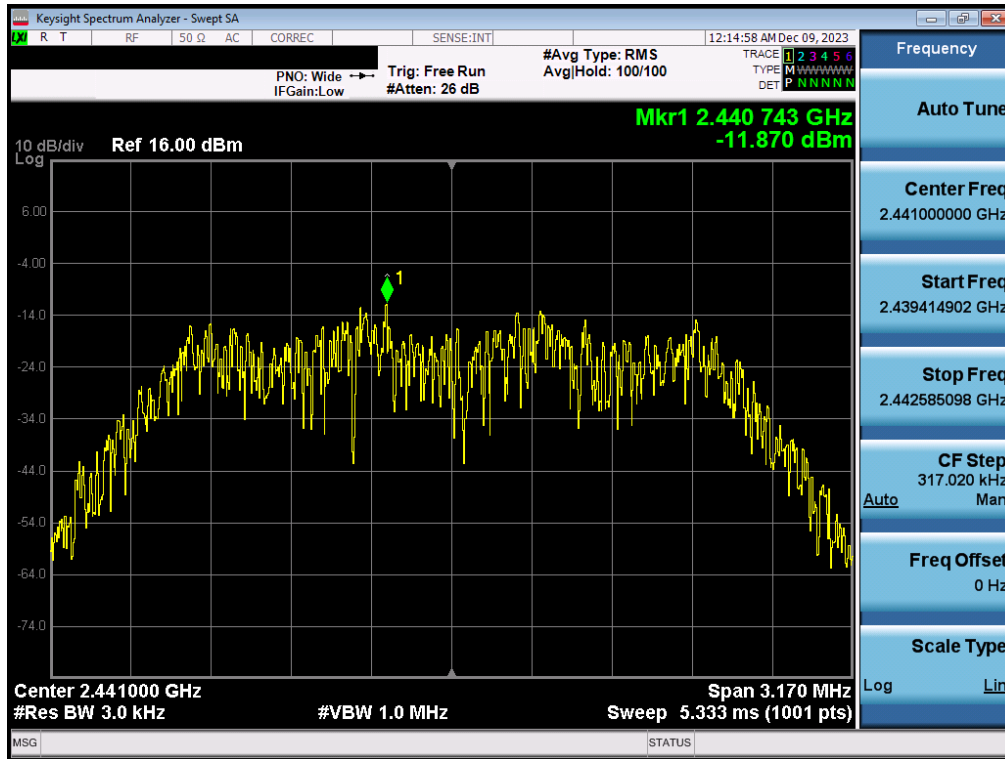 Keysight Spectrum Analyzer - Swept SA
LXI R T RF 50 Ω AC CORREC SENSE:INT 12:14:58 AM Dec 09, 2023
PNO: Wide
IFGain:Low
Trig: Free Run
#Atten: 26 dB
#Avg Type: RMS
Avg|Hold: 100/100
TRACE 1 2 3 4 5 6
TYPE M W W W W W
DET P N N N N N
Mkr1 2.440 743 GHz
-11.870 dBm
10 dB/div Ref 16.00 dBm
Log
6.00
-4.00
1
-14.0
-24.0
-34.0
-44.0
-54.0
-64.0
-74.0
Center 2.441000 GHz
Span 3.170 MHz
#Res BW 3.0 kHz
#VBW 1.0 MHz
Sweep 5.333 ms (1001 pts)
MSG STATUS
Frequency
Auto Tune
Center Freq
2.441000000 GHz
Start Freq
2.439414902 GHz
Stop Freq
2.442585098 GHz
CF Step
317.020 kHz
Auto Man
Freq Offset
0 Hz
Scale Type
Log Lin